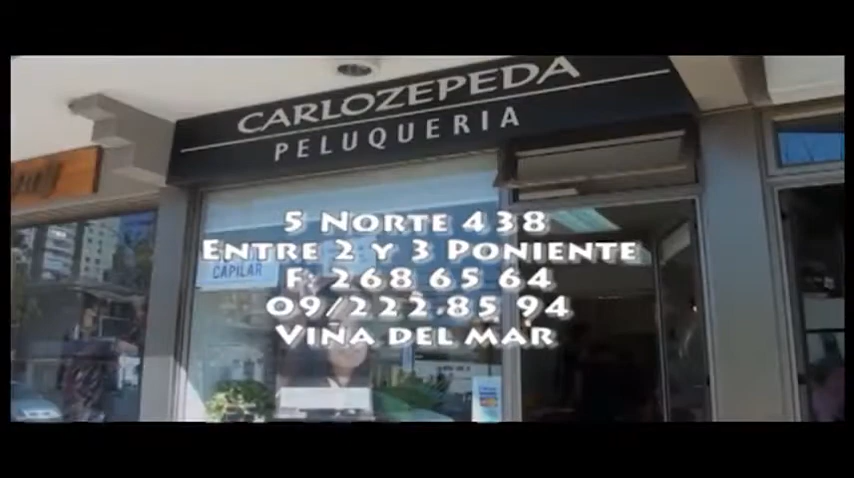 CARLOZEPEDA
PELUQUERIA
5 NORTE 438
ENTRE 2 Y 3 PONIENTE
CAPILAR
F: 268 65 64
09/222.85 94
VIÑA DEL MAR